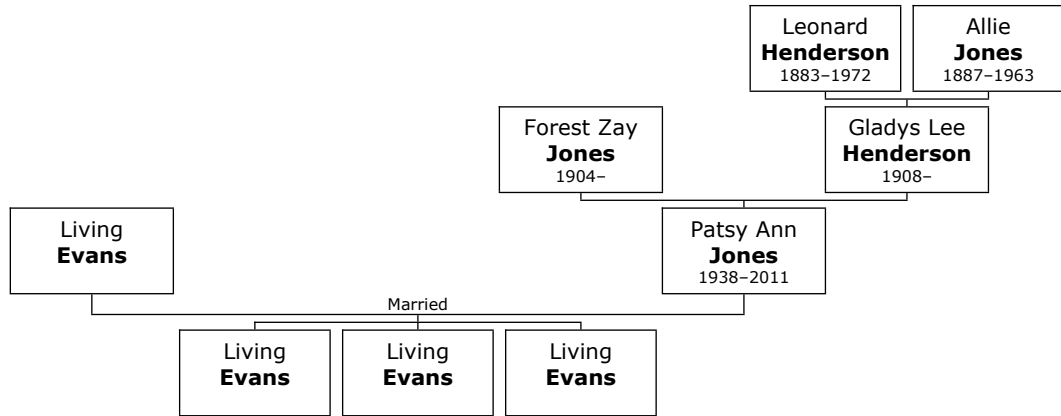 Leonard
Henderson
1883–1972
Allie
Jones
1887–1963
Forest Zay
Jones
1904–
Gladys Lee
Henderson
1908–
Living
Evans
Patsy Ann
Jones
1938–2011
Married
Living
Evans
Living
Evans
Living
Evans